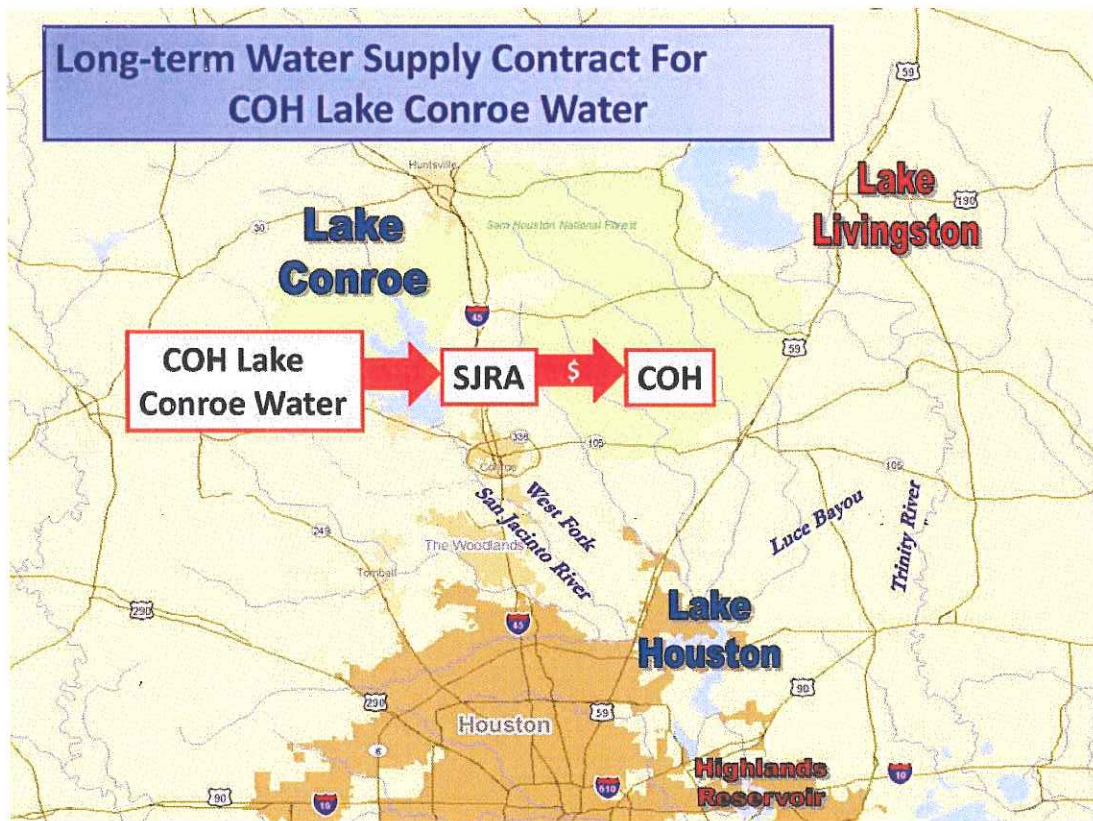 Long-term Water Supply Contract For
COH Lake Conroe Water
59
Huntsville
Lake
Livingston
190
Sam Houston National Forest
30
Lake
Conroe
45
59
COH Lake
Conroe Water
SJRA
$
COH
336
105
Conroe
105
West Fork
San Jacinto River
Luce Bayou
Trinity River
249
The Woodlands
Tomball
290
45
Lake
Houston
290
59
90
Houston
6
Highlands
Reservoir
10
90
10
610